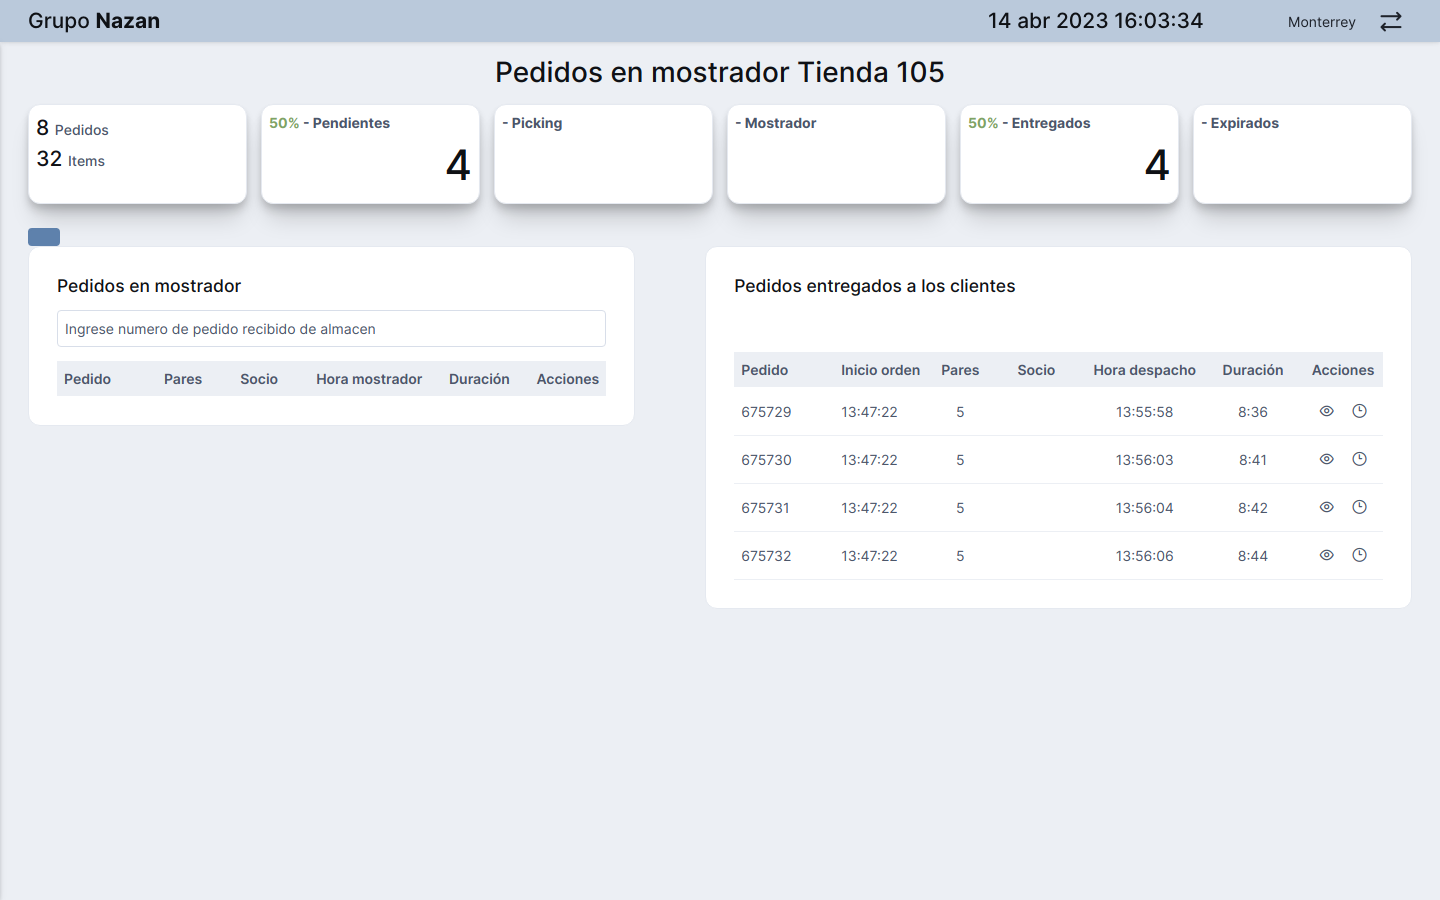 Grupo Nazan
14 abr 2023 16:03:34
Monterrey
Pedidos en mostrador Tienda 105
8 Pedidos
32 Items
50% - Pendientes
4
- Picking
- Mostrador
50% - Entregados
4
- Expirados
Pedidos en mostrador
Ingrese numero de pedido recibido de almacen
Pedido Pares Socio Hora mostrador Duración Acciones
Pedidos entregados a los clientes
Pedido Inicio orden Pares Socio Hora despacho Duración Acciones
675729 13:47:22 5 13:55:58 8:36
675730 13:47:22 5 13:56:03 8:41
675731 13:47:22 5 13:56:04 8:42
675732 13:47:22 5 13:56:06 8:44